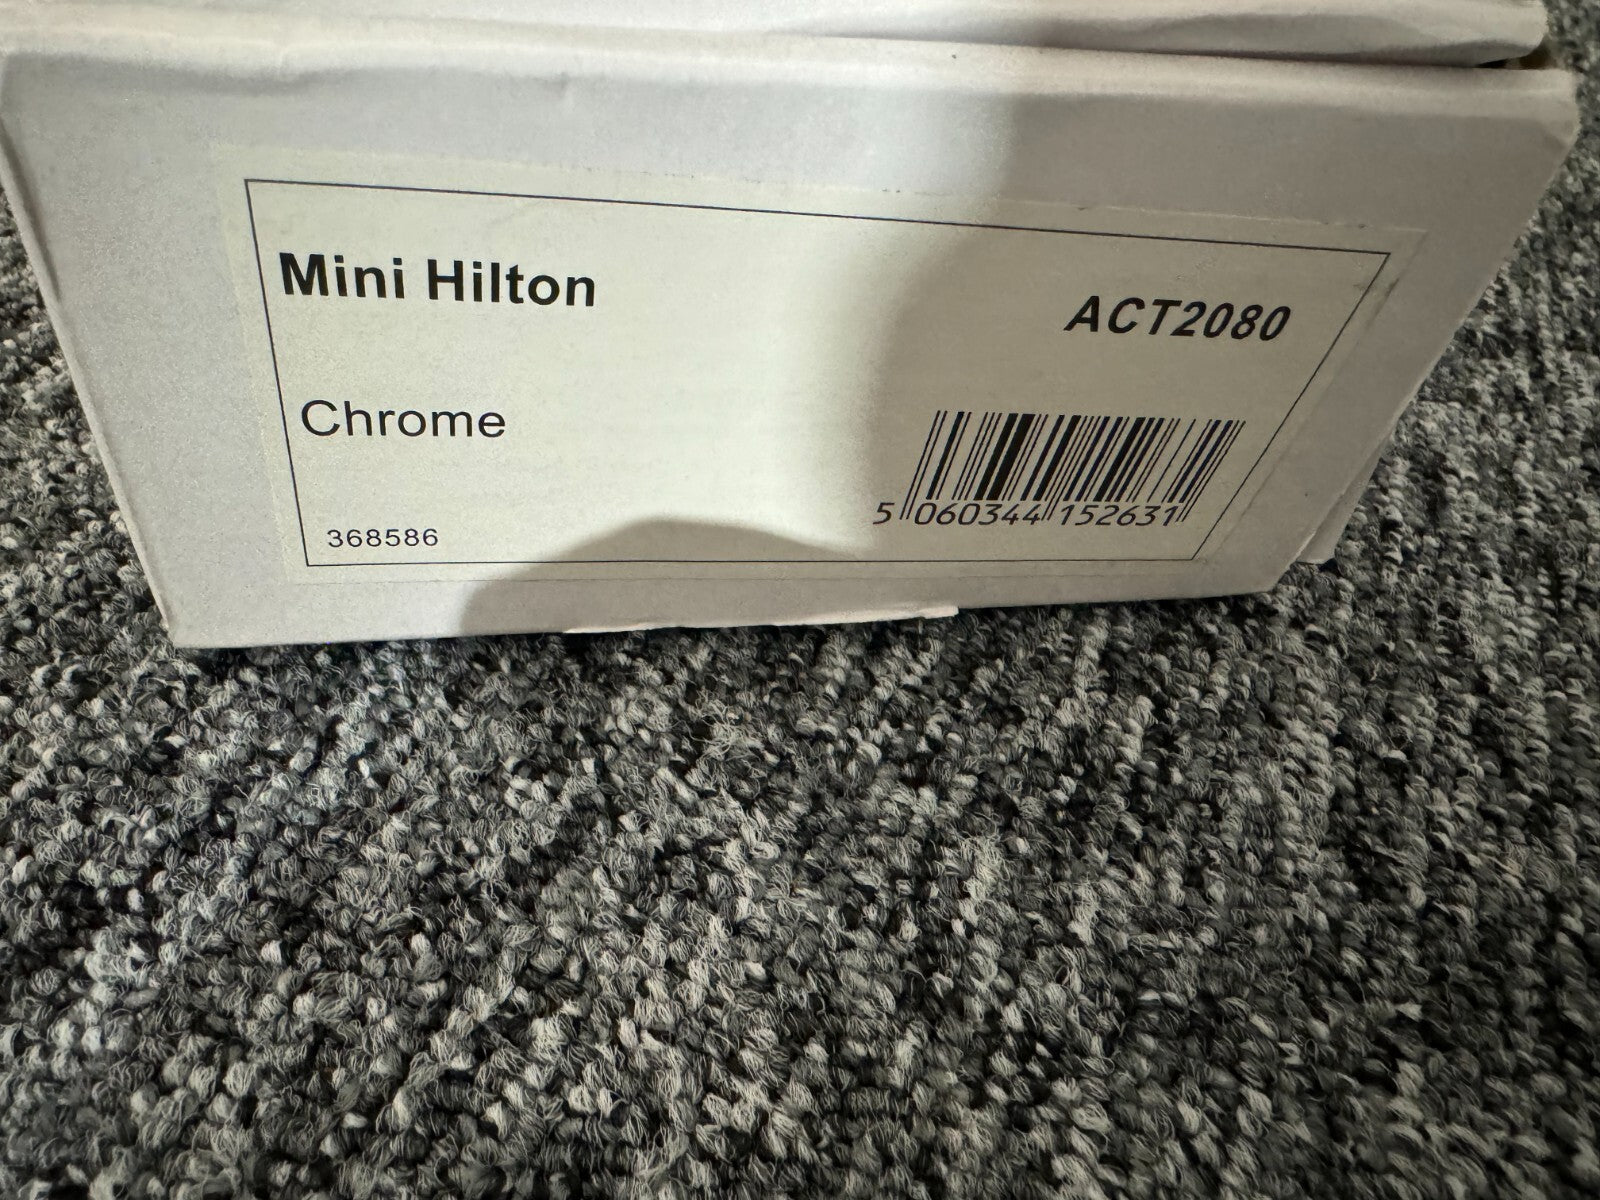 Mini Hilton
ACT2080
Chrome
5 060344 152631
368586